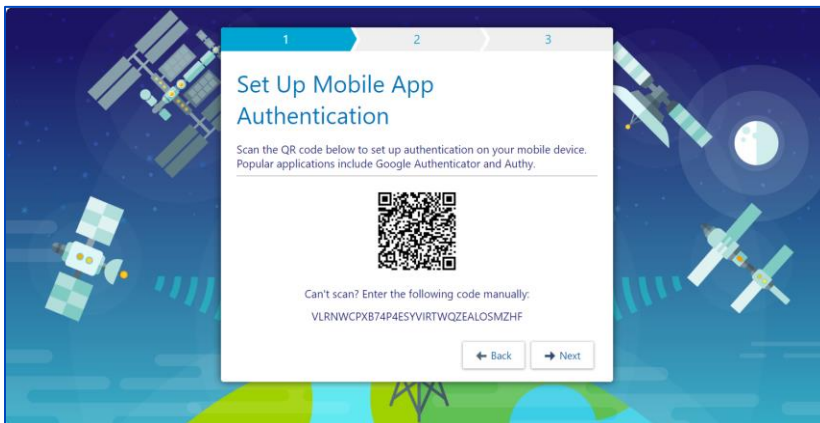 1 2 3
Set Up Mobile App
Authentication
Scan the QR code below to set up authentication on your mobile device.
Popular applications include Google Authenticator and Authy.
Can't scan? Enter the following code manually:
VLRNWCPXB74P4ESYVIRTWQZEALOSMZHF
Back Next